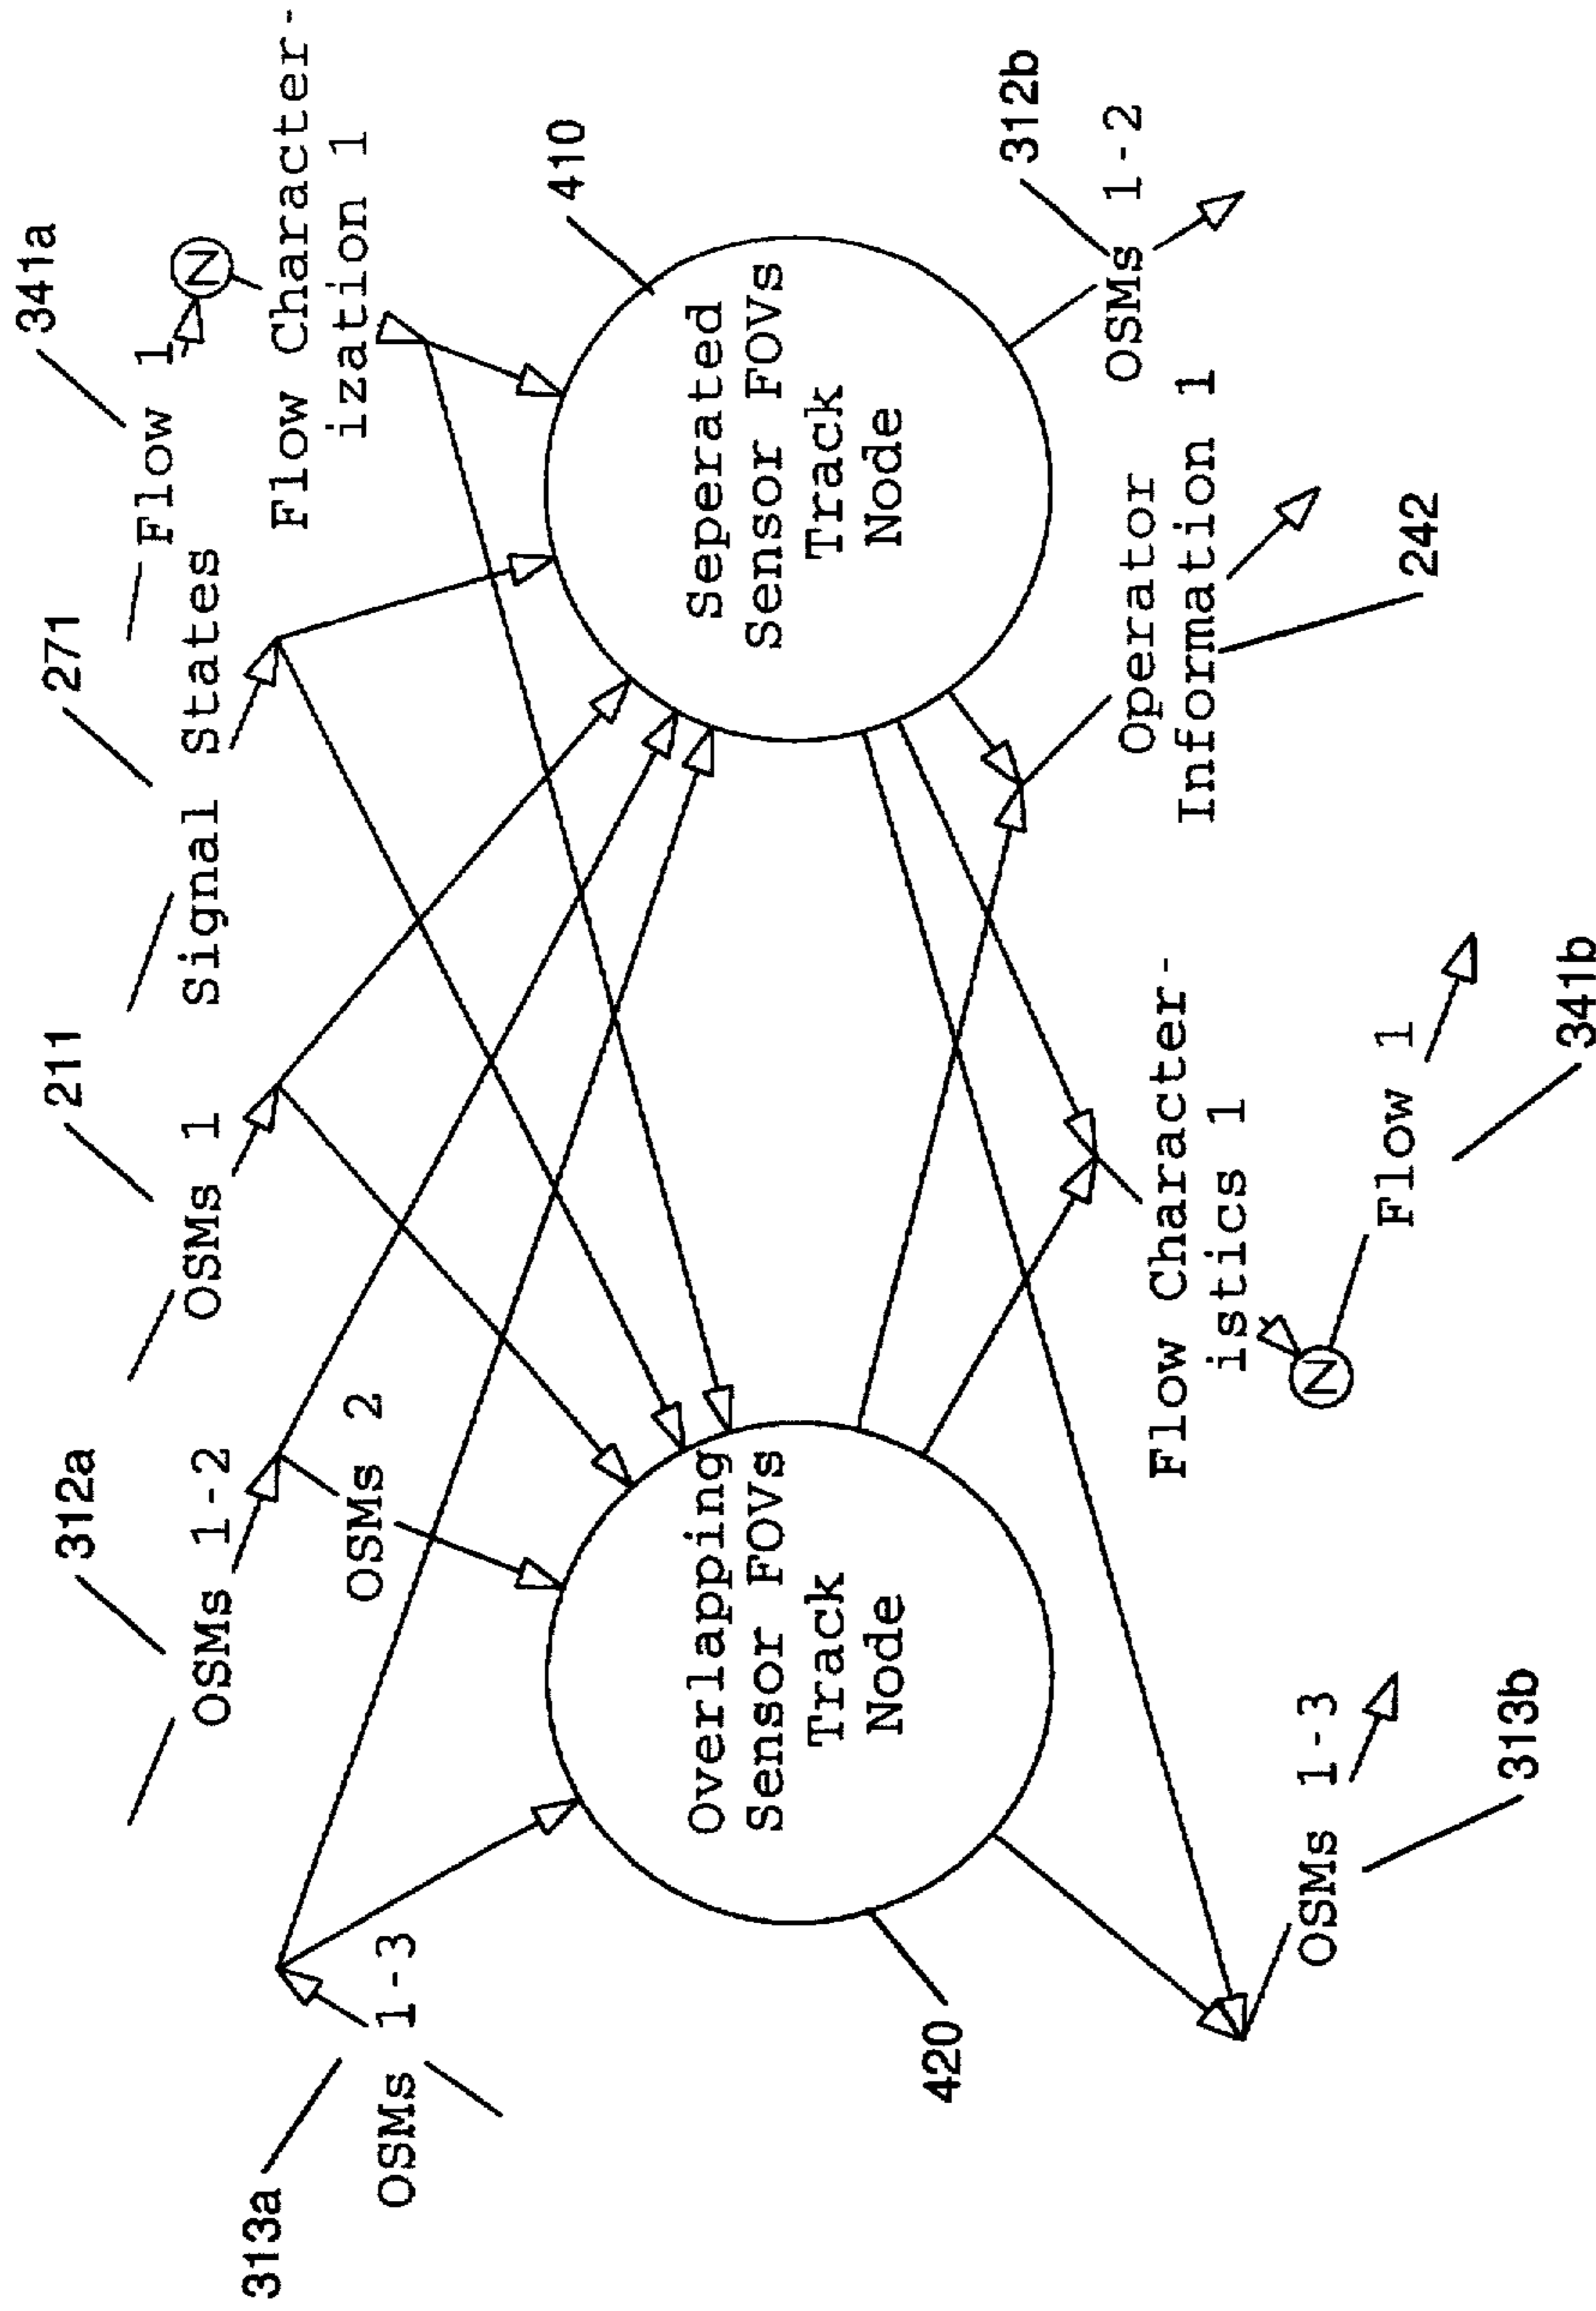 341a
Flow 1
N
271
Signal States
Flow Character-
ization 1
211
OSMs 1
312a
OSMs 1-2
OSMs 2
313a
OSMs 1-3
410
Seperated
Sensor FOVs
Track
Node
Overlapping
Sensor FOVs
Track
Node
420
312b
OSMs 1-2
Operator
Information 1
242
Flow Character-
istics 1
N
Flow 1
341b
OSMs 1-3
313b